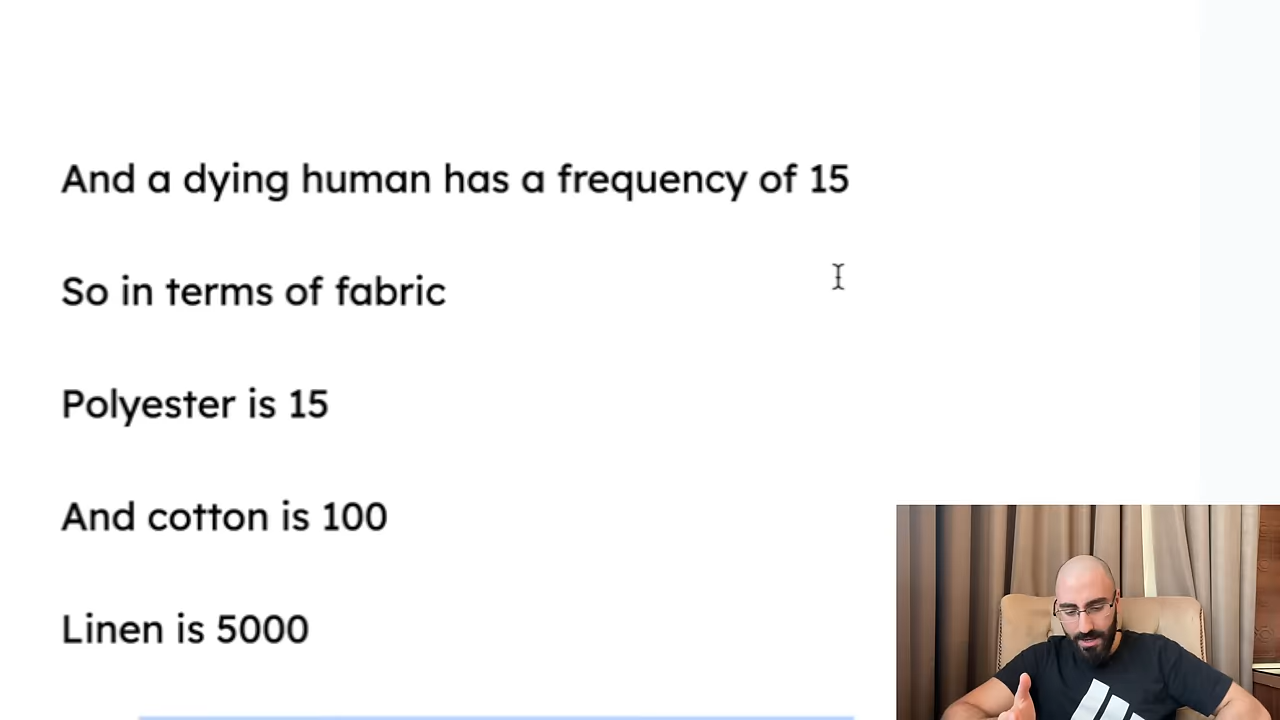 And a dying human has a frequency of 15
So in terms of fabric
Polyester is 15
And cotton is 100
Linen is 5000